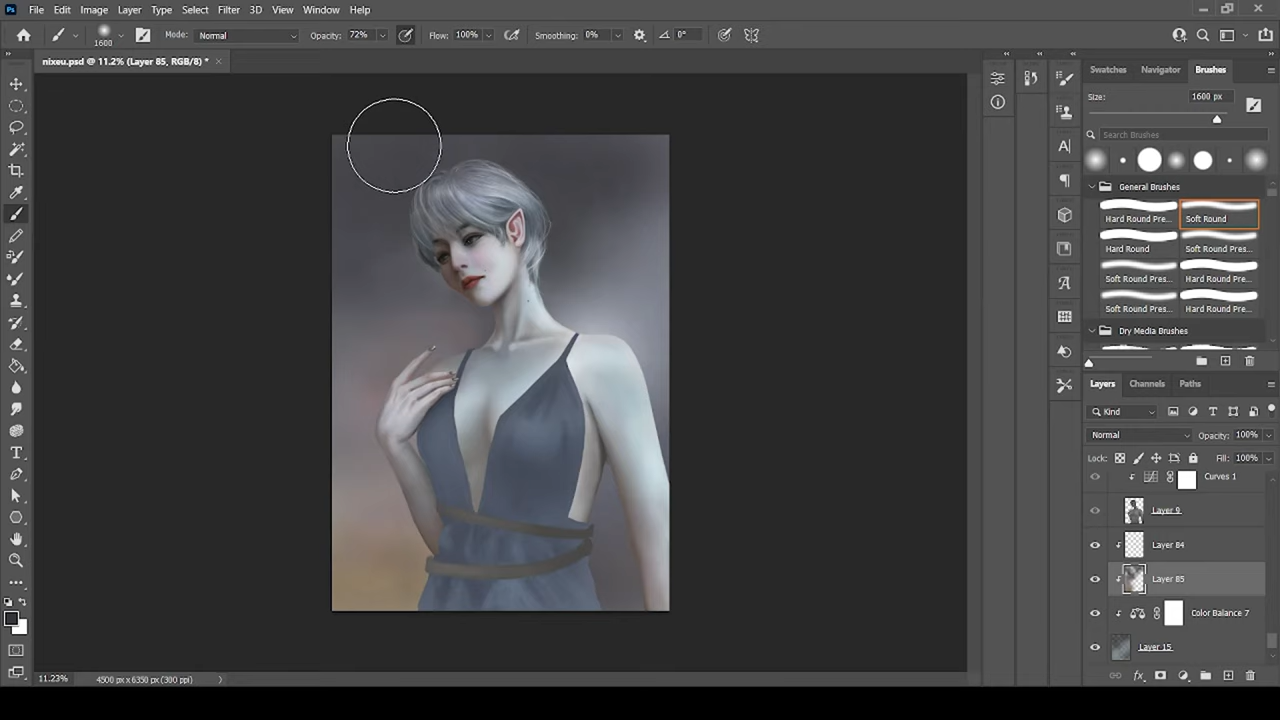 Ps File Edit Image Layer Type Select Filter 3D View Window Help
1600 Mode: Normal Opacity: 72% Flow: 100% Smoothing: 0% 0°
nixeu.psd @ 11.2% (Layer 85, RGB/8) *
Swatches Navigator Brushes
Size: 1600 px
Search Brushes
General Brushes
Hard Round Pre... Soft Round
Hard Round Soft Round Pres...
Soft Round Pres... Hard Round Pre...
Soft Round Pres... Hard Round Pre...
Dry Media Brushes
Layers Channels Paths
Kind
Normal Opacity: 100%
Lock: Fill: 100%
Curves 1
Layer 9
Layer 84
Layer 85
Color Balance 7
Layer 15
11.23% 4500 px x 6350 px (300 ppi)